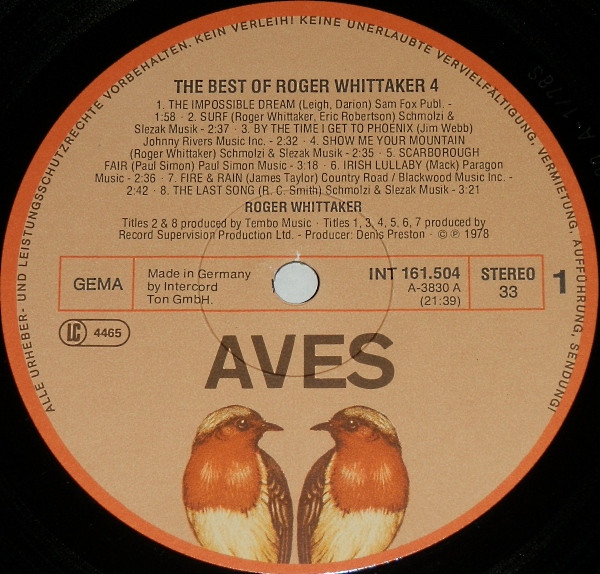 ALLE URHEBER- UND LEISTUNGSSCHUTZRECHTE VORBEHALTEN. KEIN VERLEIH! KEINE UNERLAUBTE VERVIELFÄLTIGUNG, VERMIETUNG, AUFFÜHRUNG, SENDUNG!
THE BEST OF ROGER WHITTAKER 4
1. THE IMPOSSIBLE DREAM (Leigh, Darion) Sam Fox Publ. -
1:58 · 2. SURF (Roger Whittaker, Eric Robertson) Schmolzi &
Slezak Musik - 2:37 · 3. BY THE TIME I GET TO PHOENIX (Jim Webb)
Johnny Rivers Music Inc. - 2:32 · 4. SHOW ME YOUR MOUNTAIN
(Roger Whittaker) Schmolzi & Slezak Musik - 2:35 · 5. SCARBOROUGH
FAIR (Paul Simon) Paul Simon Music - 3:18 · 6. IRISH LULLABY (Mack) Paragon
Music - 2:36 · 7. FIRE & RAIN (James Taylor) Country Road / Blackwood Music Inc. -
2:42 · 8. THE LAST SONG (R. C. Smith) Schmolzi & Slezak Musik - 3:21
ROGER WHITTAKER
Titles 2 & 8 produced by Tembo Music · Titles 1, 3, 4, 5, 6, 7 produced by
Record Supervision Production Ltd. - Producer: Denis Preston · © ℗ 1978
GEMA
Made in Germany
by Intercord
Ton GmbH.
INT 161.504
A-3830 A
(21:39)
STEREO
33
1
LC 4465
AVES